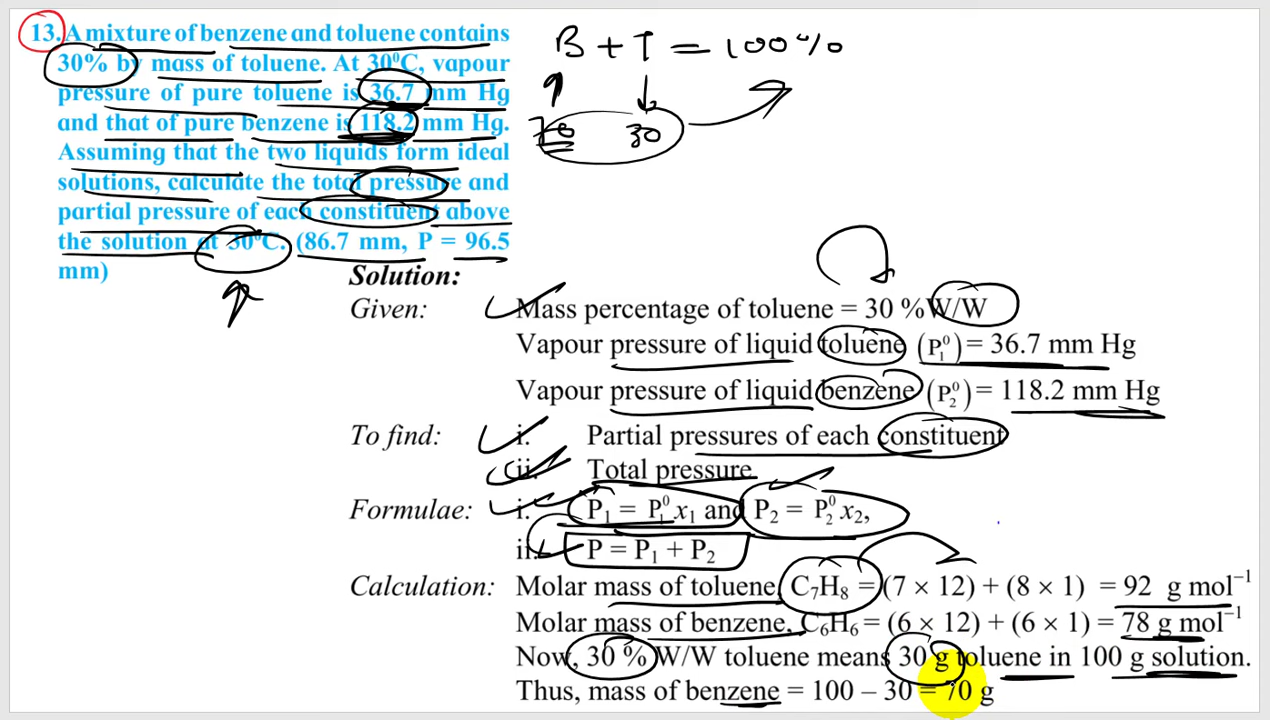 13. A mixture of benzene and toluene contains
30% by mass of toluene. At 30⁰C, vapour
pressure of pure toluene is 36.7 mm Hg
and that of pure benzene is 118.2 mm Hg.
Assuming that the two liquids form ideal
solutions, calculate the total pressure and
partial pressure of each constituent above
the solution at 30⁰C. (86.7 mm, P = 96.5
mm)
B + T = 100%
70 30
Solution:
Given: Mass percentage of toluene = 30 % W/W
Vapour pressure of liquid toluene (P₁⁰) = 36.7 mm Hg
Vapour pressure of liquid benzene (P₂⁰) = 118.2 mm Hg
To find: i. Partial pressures of each constituent
ii. Total pressure
Formulae: i. P₁ = P₁⁰ x₁ and P₂ = P₂⁰ x₂,
ii. P = P₁ + P₂
Calculation: Molar mass of toluene, C₇H₈ = (7 × 12) + (8 × 1) = 92 g mol⁻¹
Molar mass of benzene, C₆H₆ = (6 × 12) + (6 × 1) = 78 g mol⁻¹
Now, 30 % W/W toluene means 30 g toluene in 100 g solution.
Thus, mass of benzene = 100 – 30 = 70 g